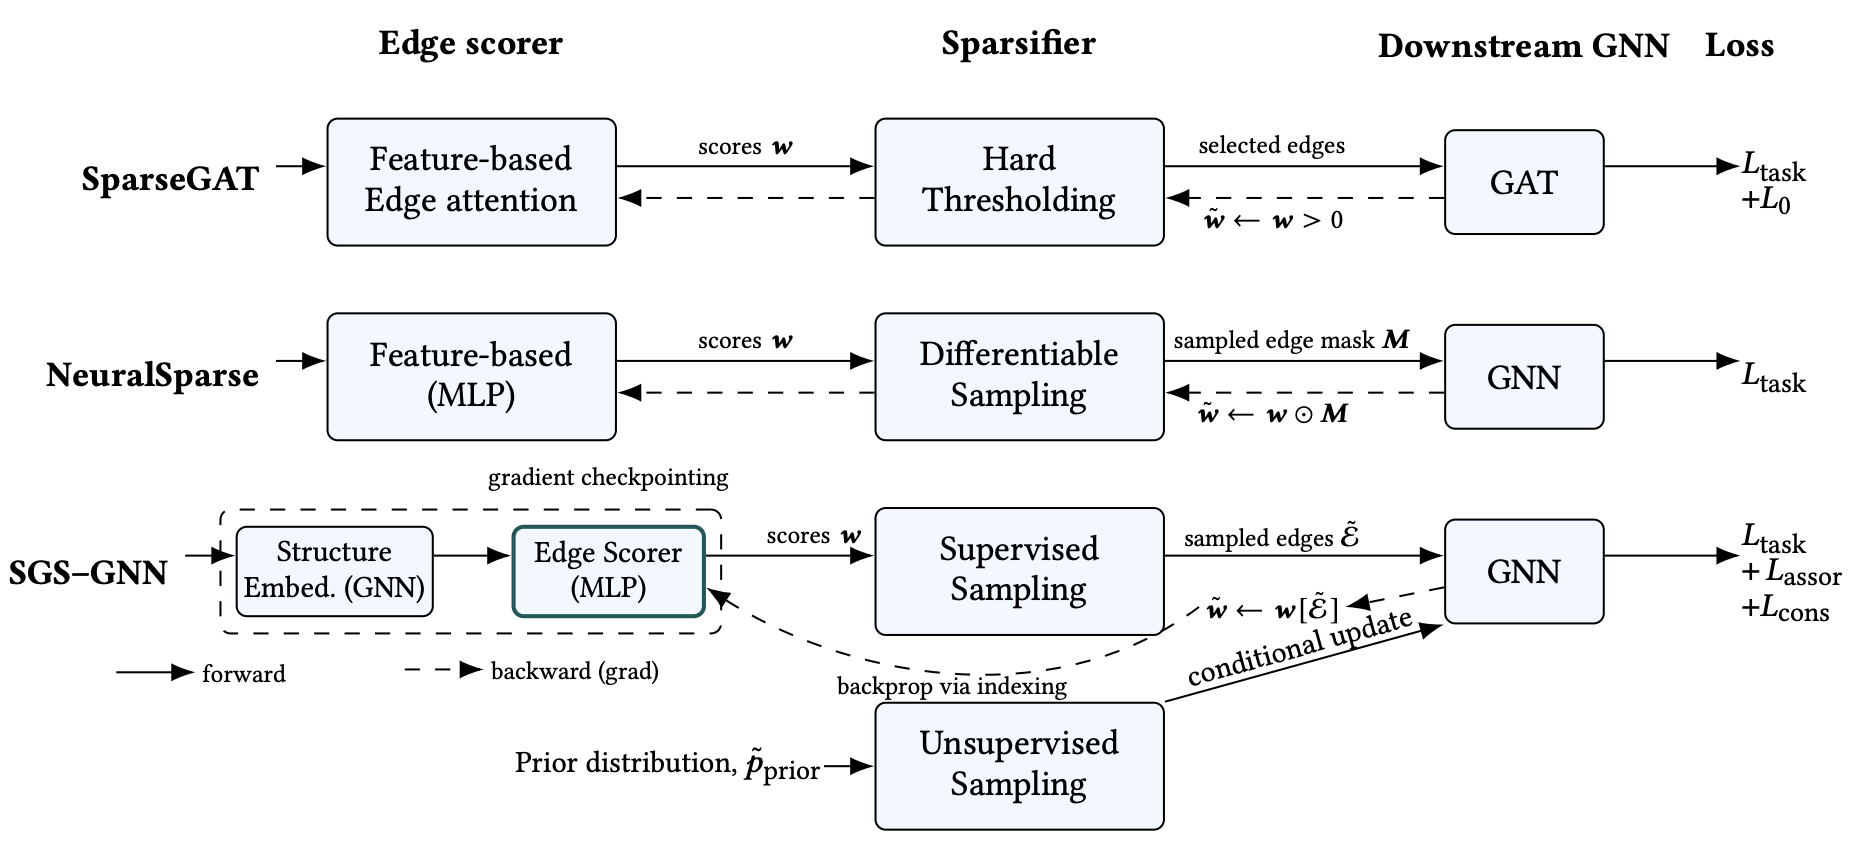 Edge scorer
Sparsifier
Downstream GNN
Loss
SparseGAT
Feature-based
Edge attention
scores w
Hard
Thresholding
selected edges
w̃ ← w > 0
GAT
L_task
+L_0
NeuralSparse
Feature-based
(MLP)
scores w
Differentiable
Sampling
sampled edge mask M
w̃ ← w ⊙ M
GNN
L_task
gradient checkpointing
SGS–GNN
Structure
Embed. (GNN)
Edge Scorer
(MLP)
scores w
Supervised
Sampling
sampled edges ℰ̃
w̃ ← w[ℰ̃]
GNN
L_task
+ L_assor
+L_cons
conditional update
forward
backward (grad)
backprop via indexing
Prior distribution, p̃_prior
Unsupervised
Sampling